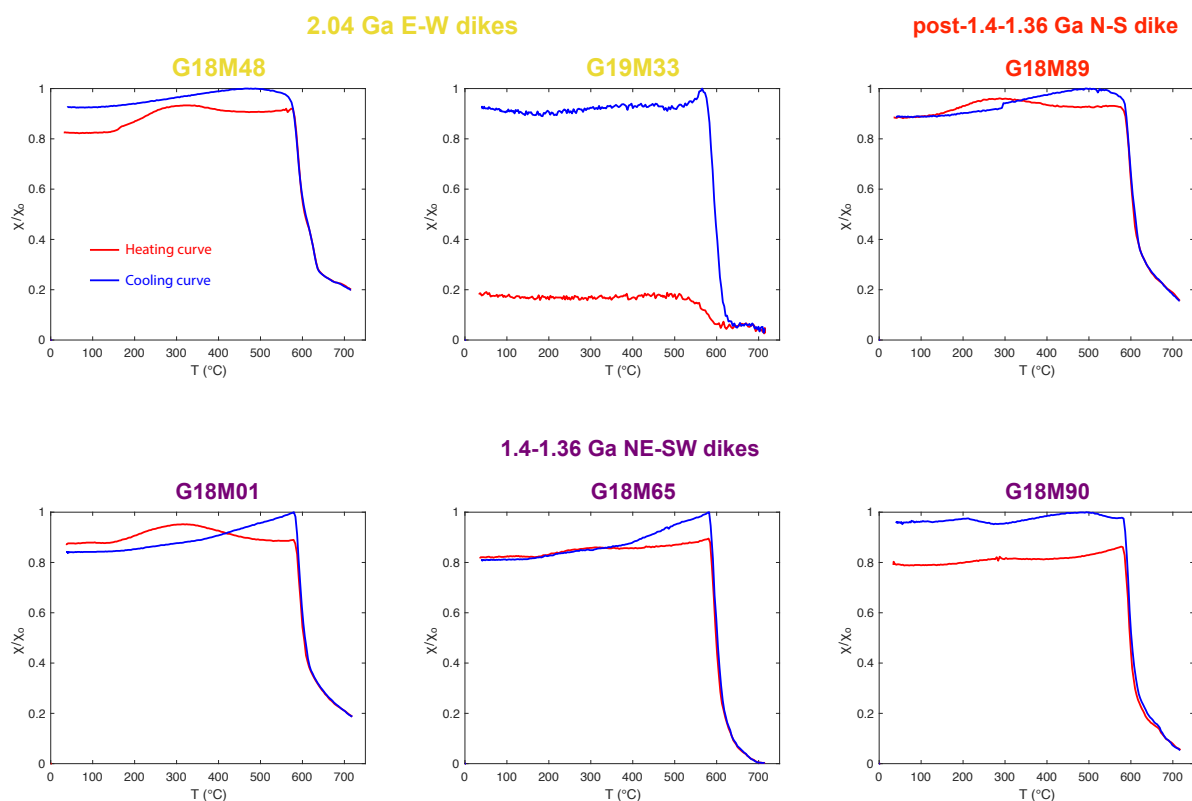 2.04 Ga E-W dikes
post-1.4-1.36 Ga N-S dike
G18M48
G19M33
G18M89
1
0.8
0.6
0.4
0.2
0
χ/χ₀
Heating curve
Cooling curve
0 100 200 300 400 500 600 700
T (°C)
1
0.8
0.6
0.4
0.2
0
χ/χ₀
0 100 200 300 400 500 600 700
T (°C)
1
0.8
0.6
0.4
0.2
0
χ/χ₀
0 100 200 300 400 500 600 700
T (°C)
1.4-1.36 Ga NE-SW dikes
G18M01
G18M65
G18M90
1
0.8
0.6
0.4
0.2
0
χ/χ₀
0 100 200 300 400 500 600 700
T (°C)
1
0.8
0.6
0.4
0.2
0
χ/χ₀
0 100 200 300 400 500 600 700
T (°C)
1
0.8
0.6
0.4
0.2
0
χ/χ₀
0 100 200 300 400 500 600 700
T (°C)